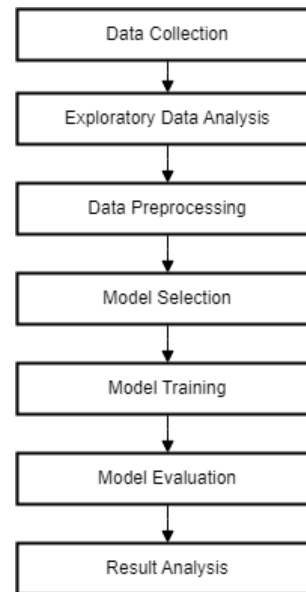 Data Collection
Exploratory Data Analysis
Data Preprocessing
Model Selection
Model Training
Model Evaluation
Result Analysis